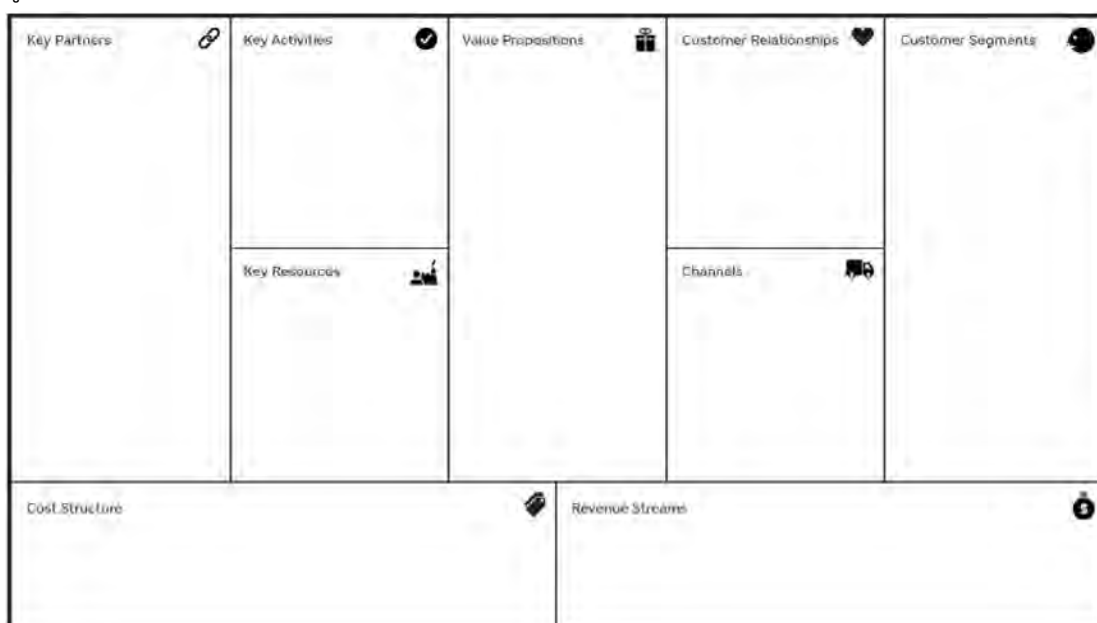 Key Partners
Key Activities
Value Propositions
Customer Relationships
Customer Segments
Key Resources
Channels
Cost Structure
Revenue Streams